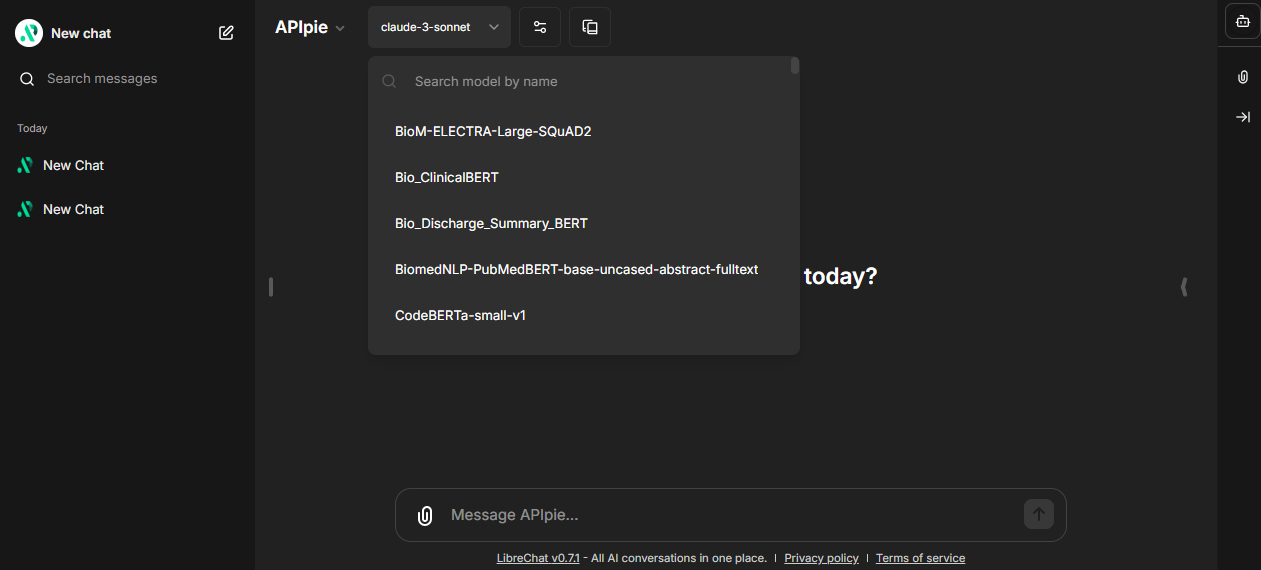 New chat
Search messages
Today
New Chat
New Chat
APIpie
claude-3-sonnet
Search model by name
BioM-ELECTRA-Large-SQuAD2
Bio_ClinicalBERT
Bio_Discharge_Summary_BERT
BiomedNLP-PubMedBERT-base-uncased-abstract-fulltext
CodeBERTa-small-v1
today?
Message APIpie...
LibreChat v0.7.1 - All AI conversations in one place. | Privacy policy | Terms of service